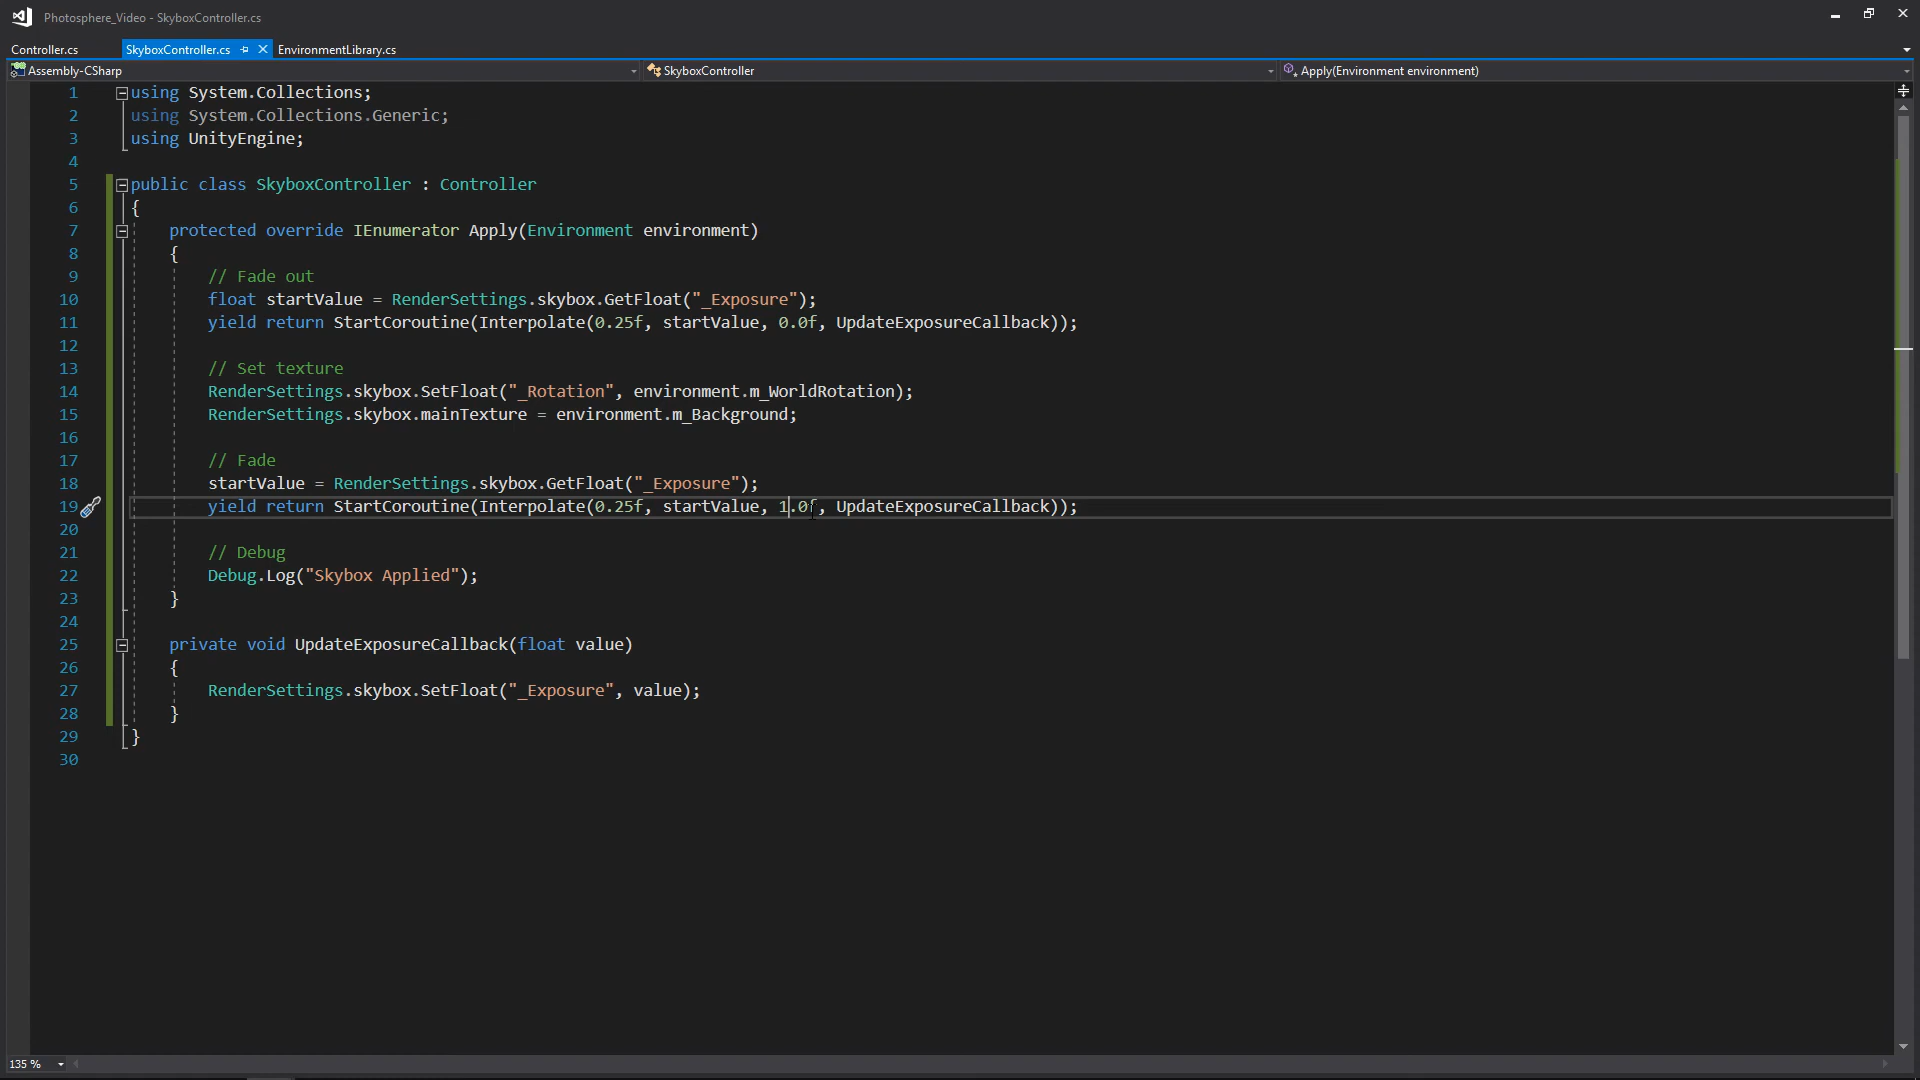 Photosphere_Video - SkyboxController.cs
Controller.cs SkyboxController.cs EnvironmentLibrary.cs
Assembly-CSharp SkyboxController Apply(Environment environment)
1 using System.Collections;
2 using System.Collections.Generic;
3 using UnityEngine;
4
5 public class SkyboxController : Controller
6 {
7 protected override IEnumerator Apply(Environment environment)
8 {
9 // Fade out
10 float startValue = RenderSettings.skybox.GetFloat("_Exposure");
11 yield return StartCoroutine(Interpolate(0.25f, startValue, 0.0f, UpdateExposureCallback));
12
13 // Set texture
14 RenderSettings.skybox.SetFloat("_Rotation", environment.m_WorldRotation);
15 RenderSettings.skybox.mainTexture = environment.m_Background;
16
17 // Fade
18 startValue = RenderSettings.skybox.GetFloat("_Exposure");
19 yield return StartCoroutine(Interpolate(0.25f, startValue, 1.0f, UpdateExposureCallback));
20
21 // Debug
22 Debug.Log("Skybox Applied");
23 }
24
25 private void UpdateExposureCallback(float value)
26 {
27 RenderSettings.skybox.SetFloat("_Exposure", value);
28 }
29 }
30
135 %